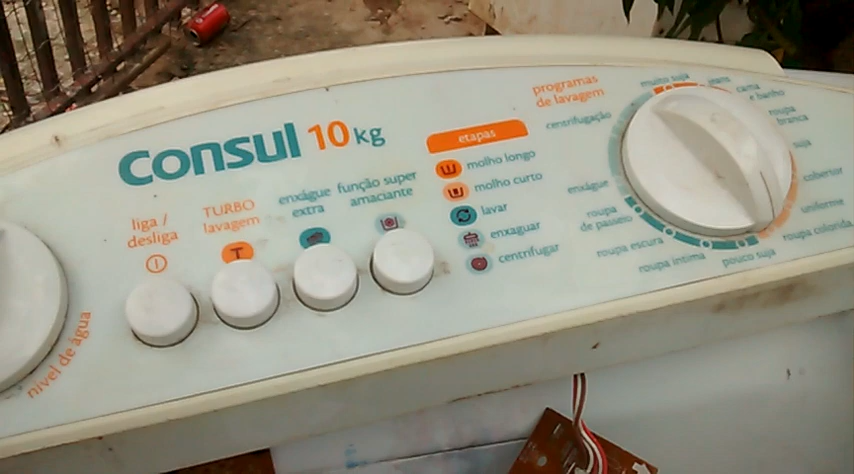 consul 10kg
liga /
desliga
TURBO
lavagem
T
enxágue
extra
função super
amaciante
nível de água
etapas
molho longo
molho curto
lavar
enxaguar
centrifugar
programas
de lavagem
centrifugação
enxágue
roupa
de passeio
roupa escura
roupa íntima
pouco suja
roupa colorida
uniforme
cobertor
suja
roupa
branca
cama
e banho
jeans
muito suja